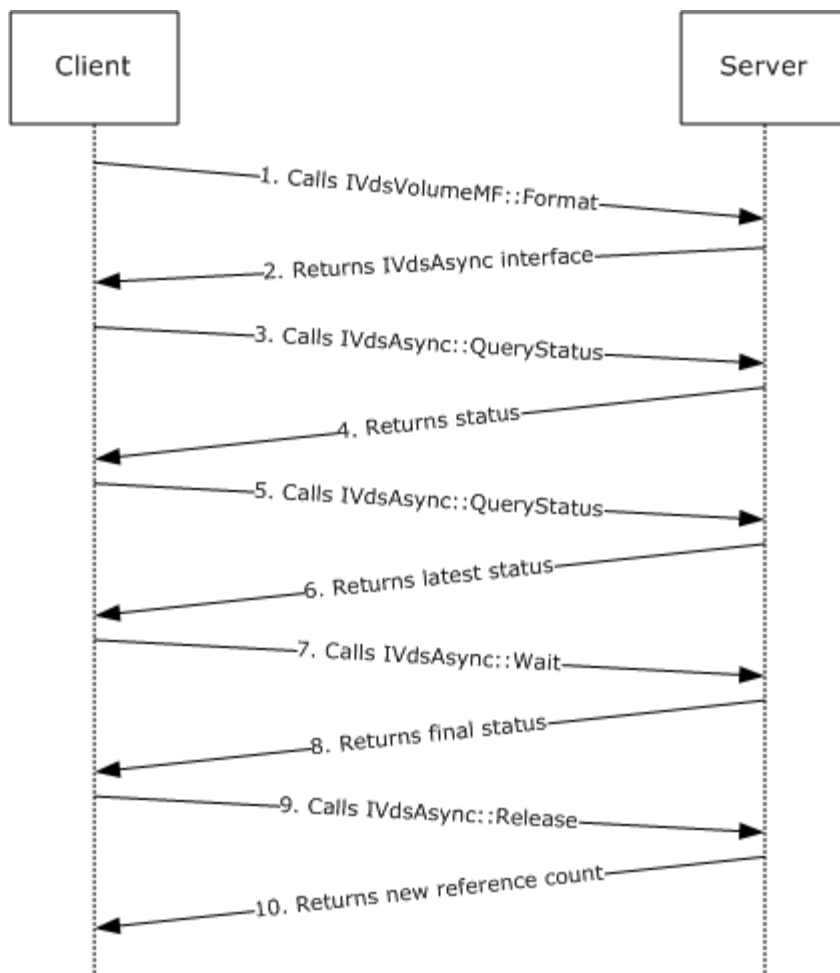 Client
Server
1. Calls IVdsVolumeMF::Format
2. Returns IVdsAsync interface
3. Calls IVdsAsync::QueryStatus
4. Returns status
5. Calls IVdsAsync::QueryStatus
6. Returns latest status
7. Calls IVdsAsync::Wait
8. Returns final status
9. Calls IVdsAsync::Release
10. Returns new reference count